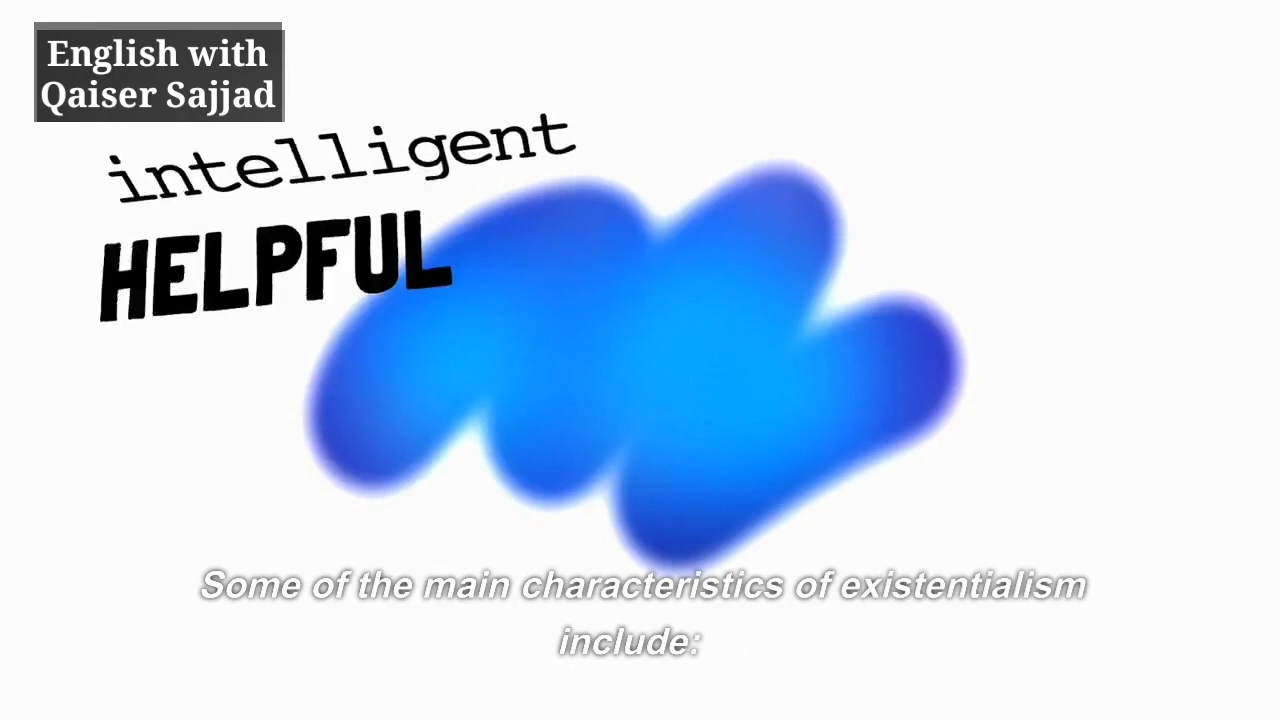 English with
Qaiser Sajjad
intelligent
HELPFUL
Some of the main characteristics of existentialism
include: